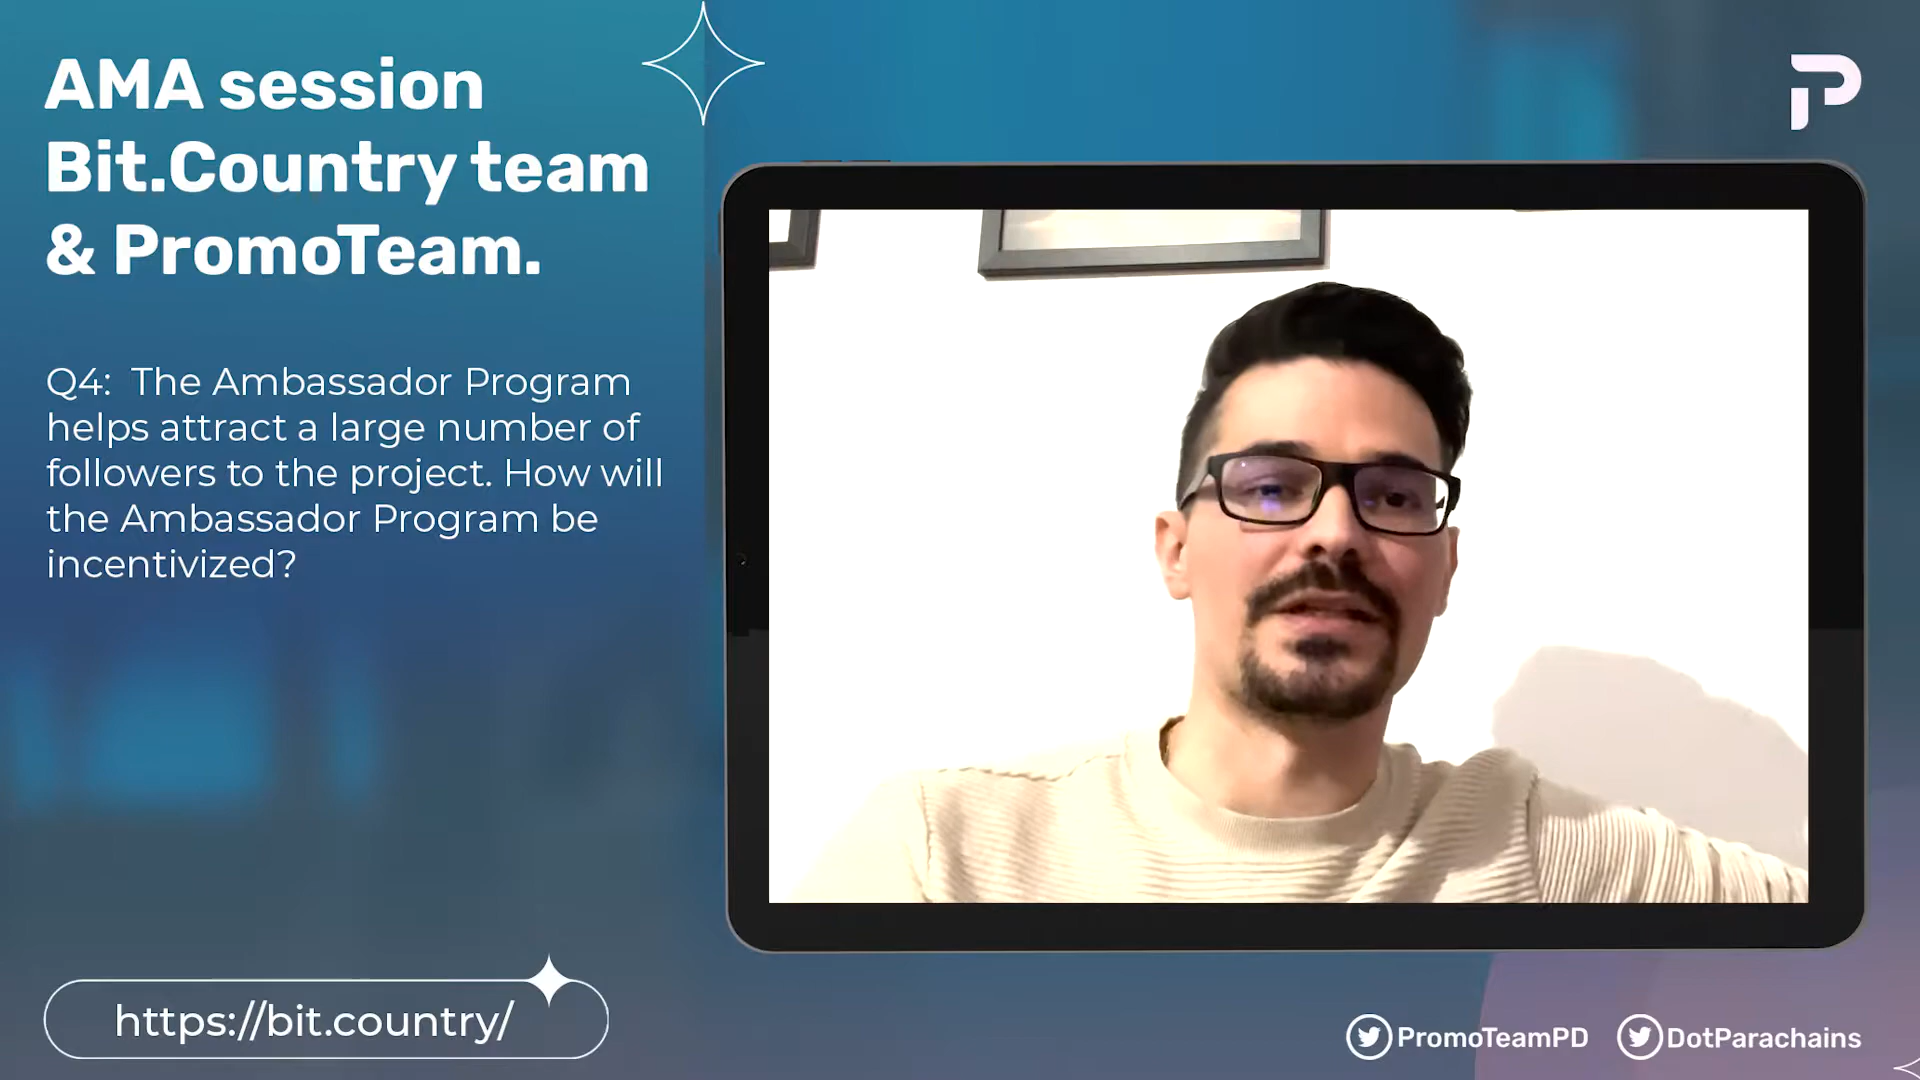 AMA session
Bit.Country team
& PromoTeam.
Q4: The Ambassador Program
helps attract a large number of
followers to the project. How will
the Ambassador Program be
incentivized?
https://bit.country/
PromoTeamPD
DotParachains